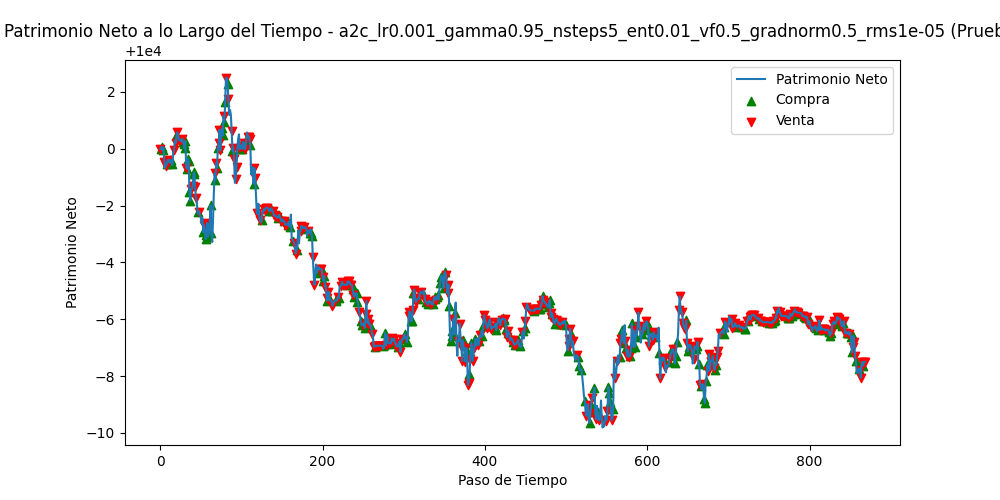 Patrimonio Neto a lo Largo del Tiempo - a2c_lr0.001_gamma0.95_nsteps5_ent0.01_vf0.5_gradnorm0.5_rms1e-05 (Prueb
+1e4
Patrimonio Neto
Compra
Venta
2
0
−2
−4
−6
−8
−10
Patrimonio Neto
0 200 400 600 800
Paso de Tiempo